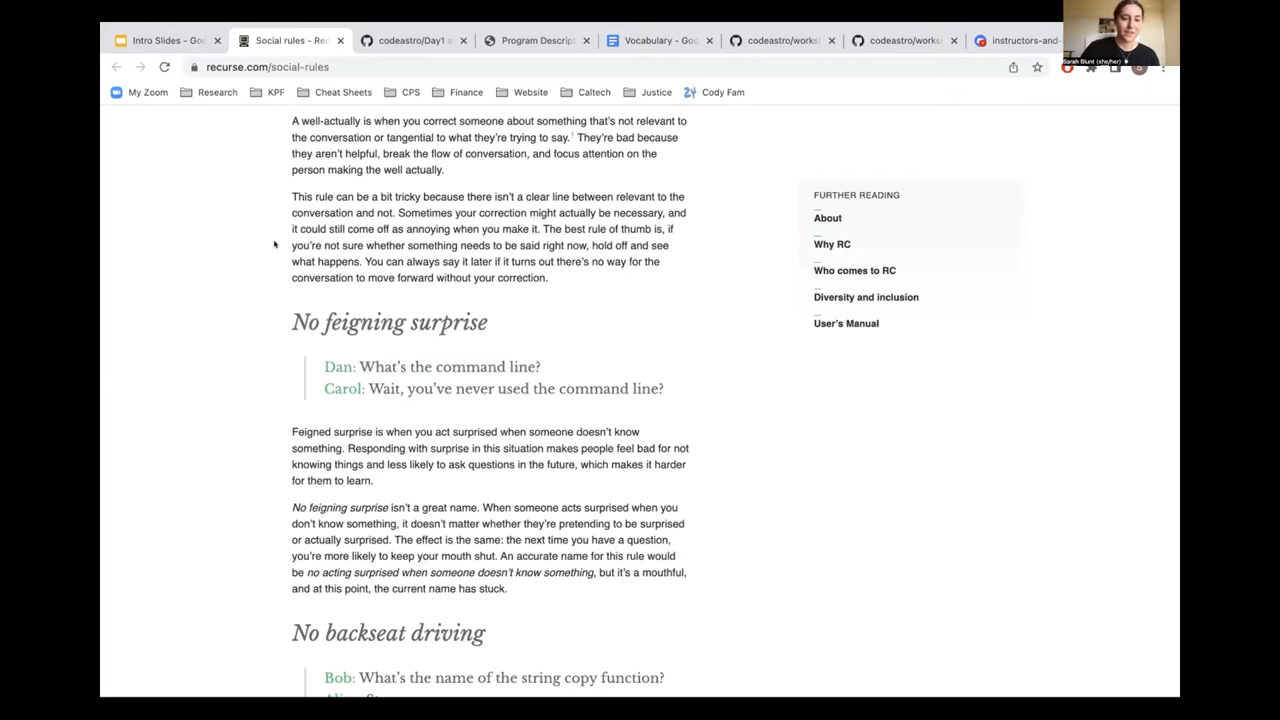 Intro Slides - Goo
Social rules - Rec
codeastro/Day1
Program Descript
Vocabulary - Goo
codeastro/works
codeastro/works
instructors-and-
Sarah Blunt (she/her)
recurse.com/social-rules
My Zoom
Research
KPF
Cheat Sheets
CPS
Finance
Website
Caltech
Justice
Cody Fam
A well-actually is when you correct someone about something that's not relevant to
the conversation or tangential to what they're trying to say.1 They're bad because
they aren't helpful, break the flow of conversation, and focus attention on the
person making the well actually.
This rule can be a bit tricky because there isn't a clear line between relevant to the
conversation and not. Sometimes your correction might actually be necessary, and
it could still come off as annoying when you make it. The best rule of thumb is, if
you're not sure whether something needs to be said right now, hold off and see
what happens. You can always say it later if it turns out there's no way for the
conversation to move forward without your correction.
No feigning surprise
Dan: What's the command line?
Carol: Wait, you've never used the command line?
Feigned surprise is when you act surprised when someone doesn't know
something. Responding with surprise in this situation makes people feel bad for not
knowing things and less likely to ask questions in the future, which makes it harder
for them to learn.
No feigning surprise isn't a great name. When someone acts surprised when you
don't know something, it doesn't matter whether they're pretending to be surprised
or actually surprised. The effect is the same: the next time you have a question,
you're more likely to keep your mouth shut. An accurate name for this rule would
be no acting surprised when someone doesn't know something, but it's a mouthful,
and at this point, the current name has stuck.
No backseat driving
Bob: What's the name of the string copy function?
FURTHER READING
About
Why RC
Who comes to RC
Diversity and inclusion
User's Manual